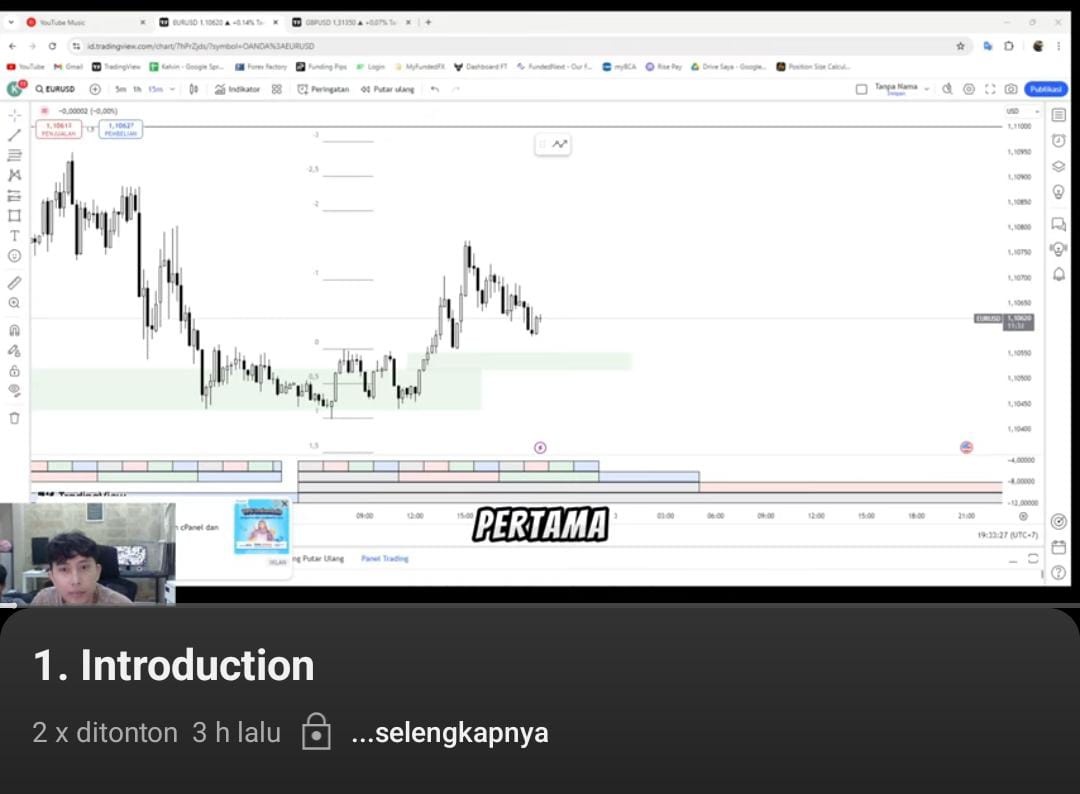 YouTube Music
EURUSD 1.10620 ▲ +0.14% Ta
GBPUSD 1,31350 ▲ +0.07% Ta
id.tradingview.com/chart/7hPrZjds/?symbol=OANDA%3AEURUSD
YouTube Gmail TradingView Kelvin - Google Spr... Forex Factory Funding Pips Login MyFundedFX Dashboard FT FundedNext - Our F... myBCA Rise Pay Drive Saya - Google... Position Size Calcul...
EURUSD 5m 1h 15m Indikator Peringatan Putar ulang Tanpa Nama Publikasi
-0,00002 (-0,00%)
PENJUALAN
1,10627
PEMBELIAN
USD
1,11000
1,10950
1,10900
1,10850
1,10800
1,10750
1,10700
1,10650
EURUSD 1,10620
1,10550
1,10500
1,10450
1,10400
-3
-2,5
-2
-1
0
0,5
1
1,5
-4,00000
-8,00000
-12,00000
09:00 12:00 15:00 3 03:00 06:00 09:00 12:00 15:00 18:00 21:00
PERTAMA
19:33:27 (UTC+7)
cPanel dan
IKLAN
ng Putar Ulang Panel Trading
1. Introduction
2 x ditonton 3 h lalu ...selengkapnya